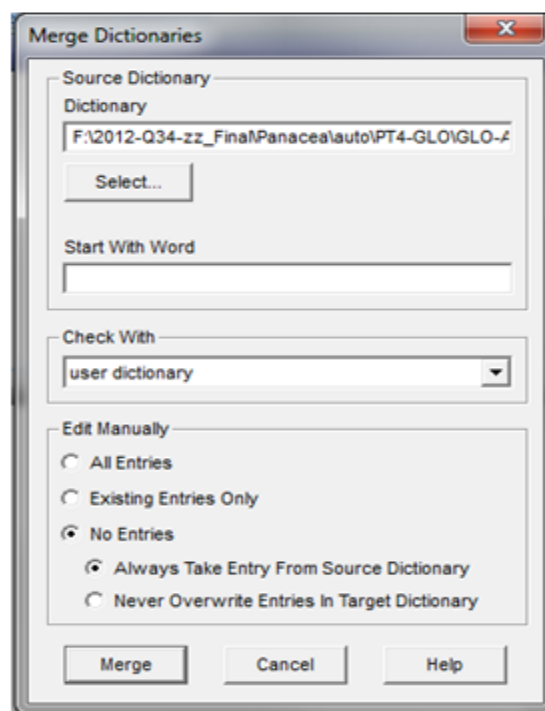 Merge Dictionaries
Source Dictionary
Dictionary
F:\2012-Q34-zz_Final\Panacea\auto\PT4-GLO\GLO-A
Select...
Start With Word
Check With
user dictionary
Edit Manually
All Entries
Existing Entries Only
No Entries
Always Take Entry From Source Dictionary
Never Overwrite Entries In Target Dictionary
Merge Cancel Help